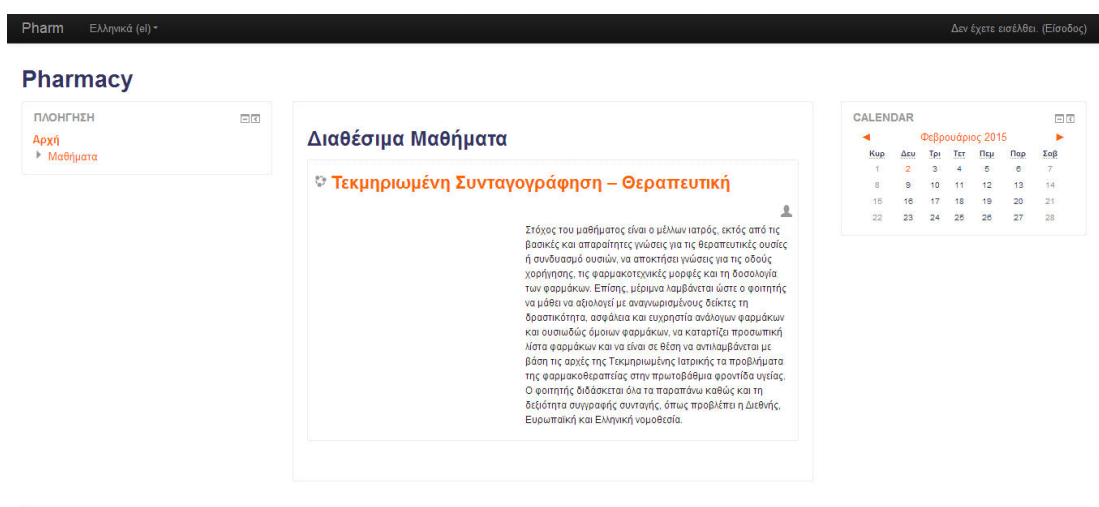 Pharm Ελληνικά (el)
Δεν έχετε εισέλθει. (Είσοδος)
Pharmacy
ΠΛΟΗΓΗΣΗ
Αρχή
Μαθήματα
Διαθέσιμα Μαθήματα
Τεκμηριωμένη Συνταγογράφηση – Θεραπευτική
Στόχος του μαθήματος είναι ο μέλλων ιατρός, εκτός από τις
βασικές και απαραίτητες γνώσεις για τις θεραπευτικές ουσίες
ή συνδυασμό ουσιών, να αποκτήσει γνώσεις για τις οδούς
χορήγησης, τις φαρμακοτεχνικές μορφές και τη δοσολογία
των φαρμάκων. Επίσης, μέριμνα λαμβάνεται ώστε ο φοιτητής
να μάθει να αξιολογεί με αναγνωρισμένους δείκτες τη
δραστικότητα, ασφάλεια και ευχρηστία ανάλογων φαρμάκων
και ουσιωδώς όμοιων φαρμάκων, να καταρτίζει προσωπική
λίστα φαρμάκων και να είναι σε θέση να αντιλαμβάνεται με
βάση τις αρχές της Τεκμηριωμένης Ιατρικής τα προβλήματα
της φαρμακοθεραπείας στην πρωτοβάθμια φροντίδα υγείας.
Ο φοιτητής διδάσκεται όλα τα παραπάνω καθώς και τη
δεξιότητα συγγραφής συνταγής, όπως προβλέπει η Διεθνής,
Ευρωπαϊκή και Ελληνική νομοθεσία.
CALENDAR
Φεβρουάριος 2015
Κυρ Δευ Τρι Τετ Πεμ Παρ Σαβ
1 2 3 4 5 6 7
8 9 10 11 12 13 14
15 16 17 18 19 20 21
22 23 24 25 26 27 28